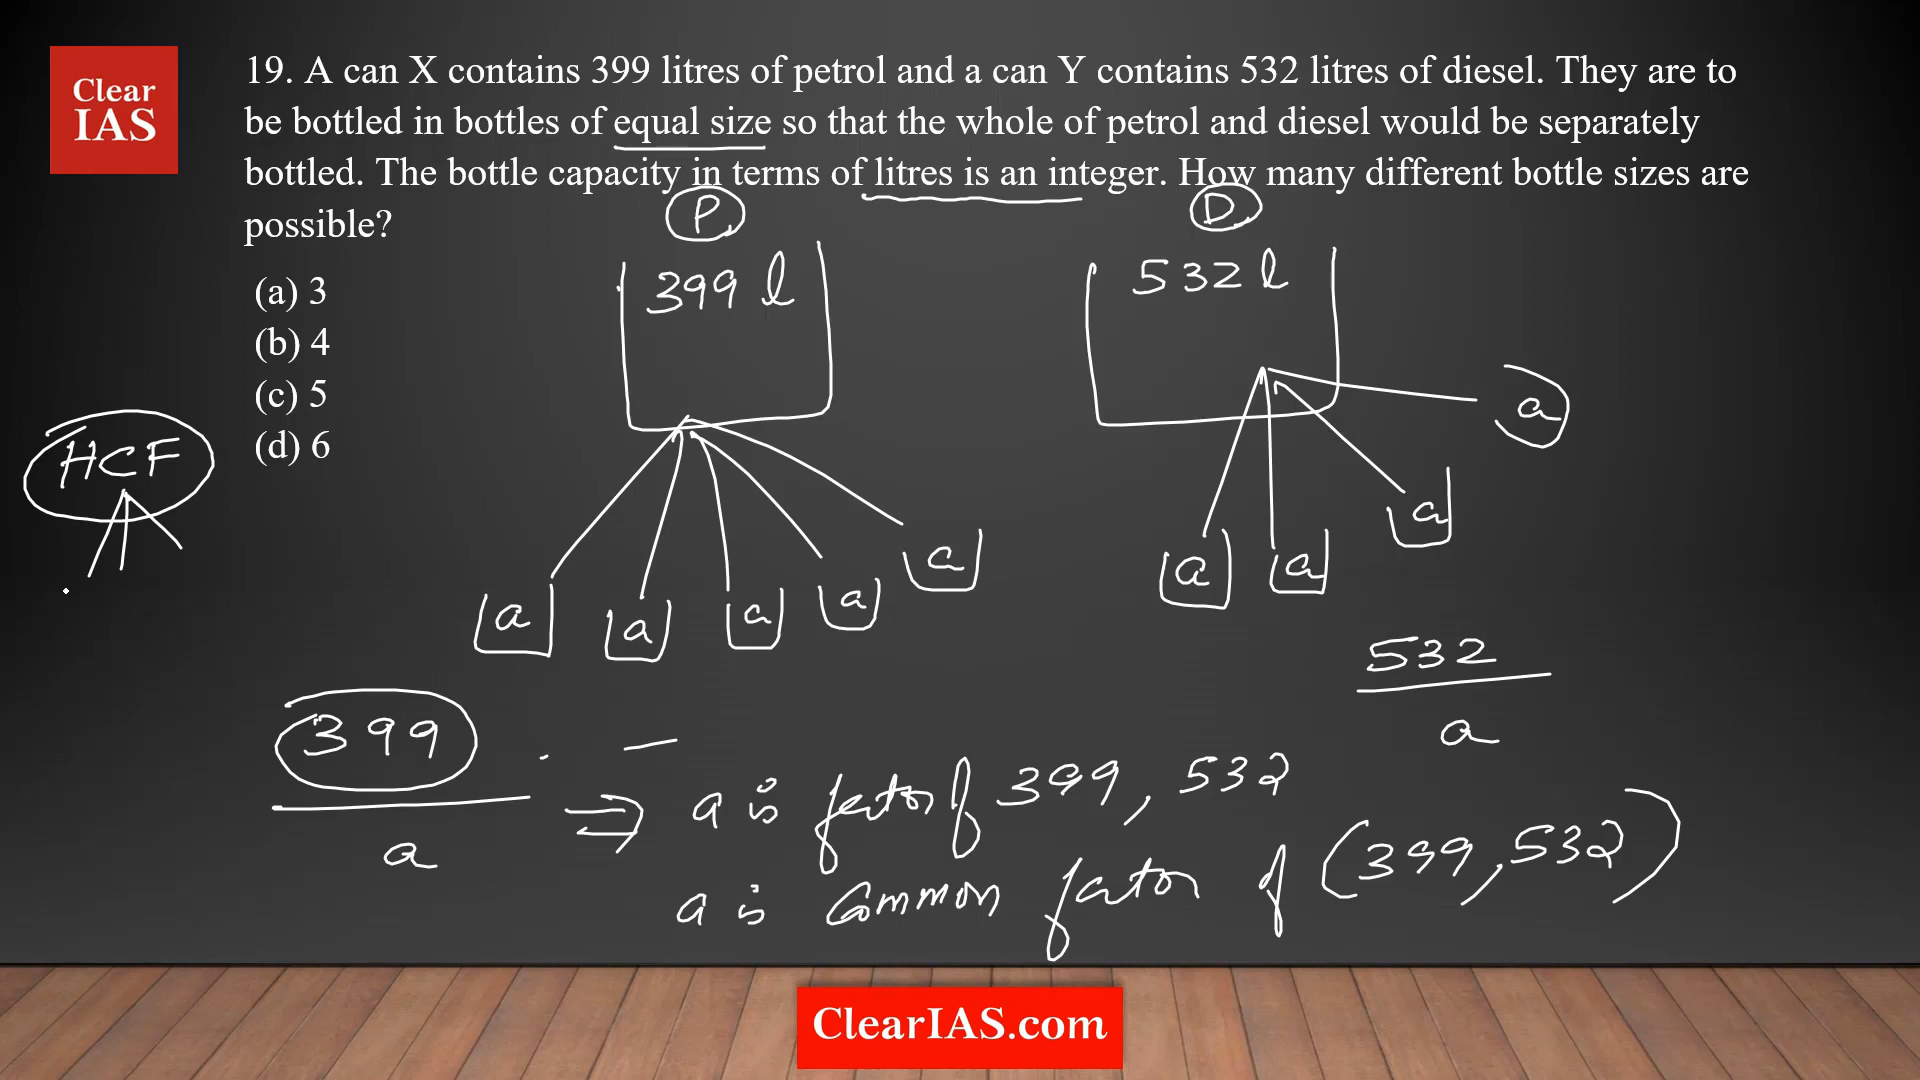 Clear
IAS
19. A can X contains 399 litres of petrol and a can Y contains 532 litres of diesel. They are to
be bottled in bottles of equal size so that the whole of petrol and diesel would be separately
bottled. The bottle capacity in terms of litres is an integer. How many different bottle sizes are
possible?
P
D
399 l
532 l
(a) 3
(b) 4
(c) 5
(d) 6
HCF
a
a
a
a
a
a
a
a
a
399
a
532
a
⇒ a is factor of 399, 532
a is Common factor of (399, 532)
ClearIAS.com